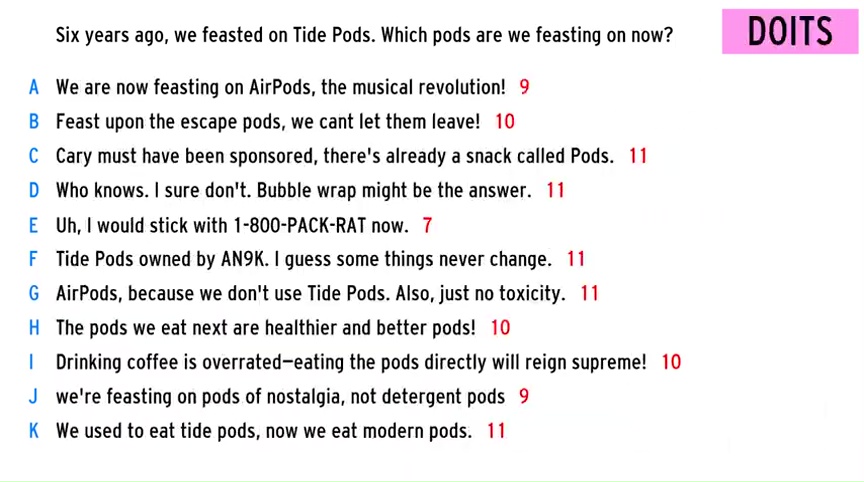 Six years ago, we feasted on Tide Pods. Which pods are we feasting on now?
DOITS
A We are now feasting on AirPods, the musical revolution! 9
B Feast upon the escape pods, we cant let them leave! 10
C Cary must have been sponsored, there's already a snack called Pods. 11
D Who knows. I sure don't. Bubble wrap might be the answer. 11
E Uh, I would stick with 1-800-PACK-RAT now. 7
F Tide Pods owned by AN9K. I guess some things never change. 11
G AirPods, because we don't use Tide Pods. Also, just no toxicity. 11
H The pods we eat next are healthier and better pods! 10
I Drinking coffee is overrated—eating the pods directly will reign supreme! 10
J we're feasting on pods of nostalgia, not detergent pods 9
K We used to eat tide pods, now we eat modern pods. 11